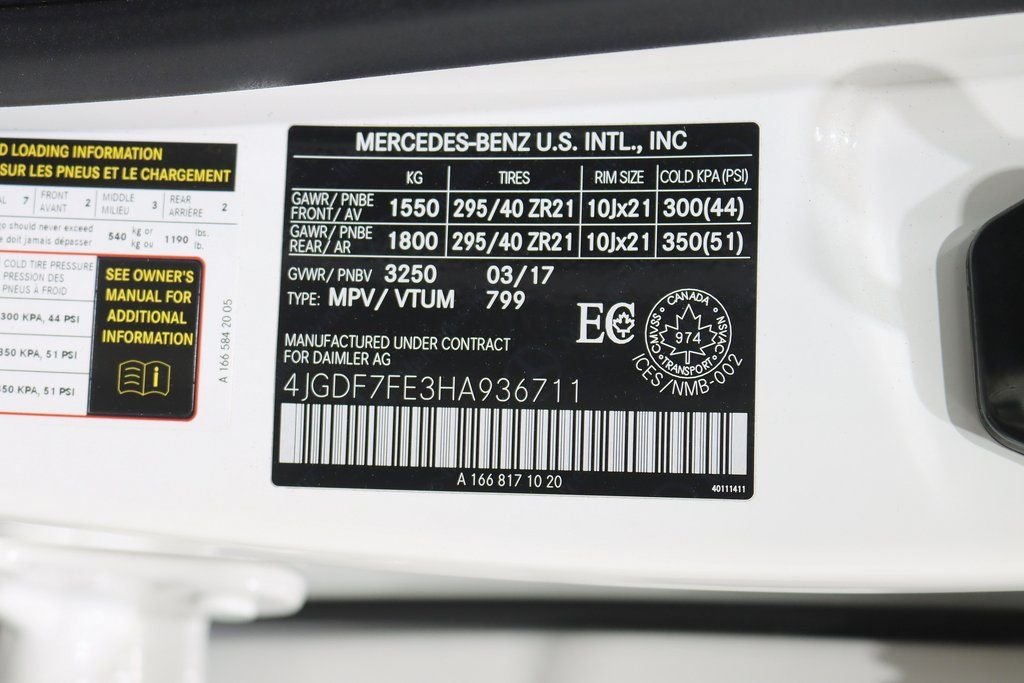 D LOADING INFORMATION
SUR LES PNEUS ET LE CHARGEMENT
AL 7 FRONT AVANT 2 MIDDLE MILIEU 3 REAR ARRIÈRE 2
go should never exceed
e doit jamais dépasser 540 kg or kg ou 1190 lbs. lb.
COLD TIRE PRESSURE
PRESSION DES
PNEUS À FROID
300 KPA, 44 PSI
350 KPA, 51 PSI
350 KPA, 51 PSI
SEE OWNER'S
MANUAL FOR
ADDITIONAL
INFORMATION
A 166 584 20 05
MERCEDES-BENZ U.S. INTL., INC
KG TIRES RIM SIZE COLD KPA (PSI)
GAWR/ PNBE
FRONT/ AV 1550 295/40 ZR21 10Jx21 300(44)
GAWR/ PNBE
REAR/ AR 1800 295/40 ZR21 10Jx21 350(51)
GVWR/ PNBV 3250 03/17
TYPE: MPV/ VTUM 799
EC
CANADA
CMVSS
NSVAC
974
TRANSPORT
ICES/NMB-002
MANUFACTURED UNDER CONTRACT
FOR DAIMLER AG
4JGDF7FE3HA936711
A 166 817 10 20
40111411